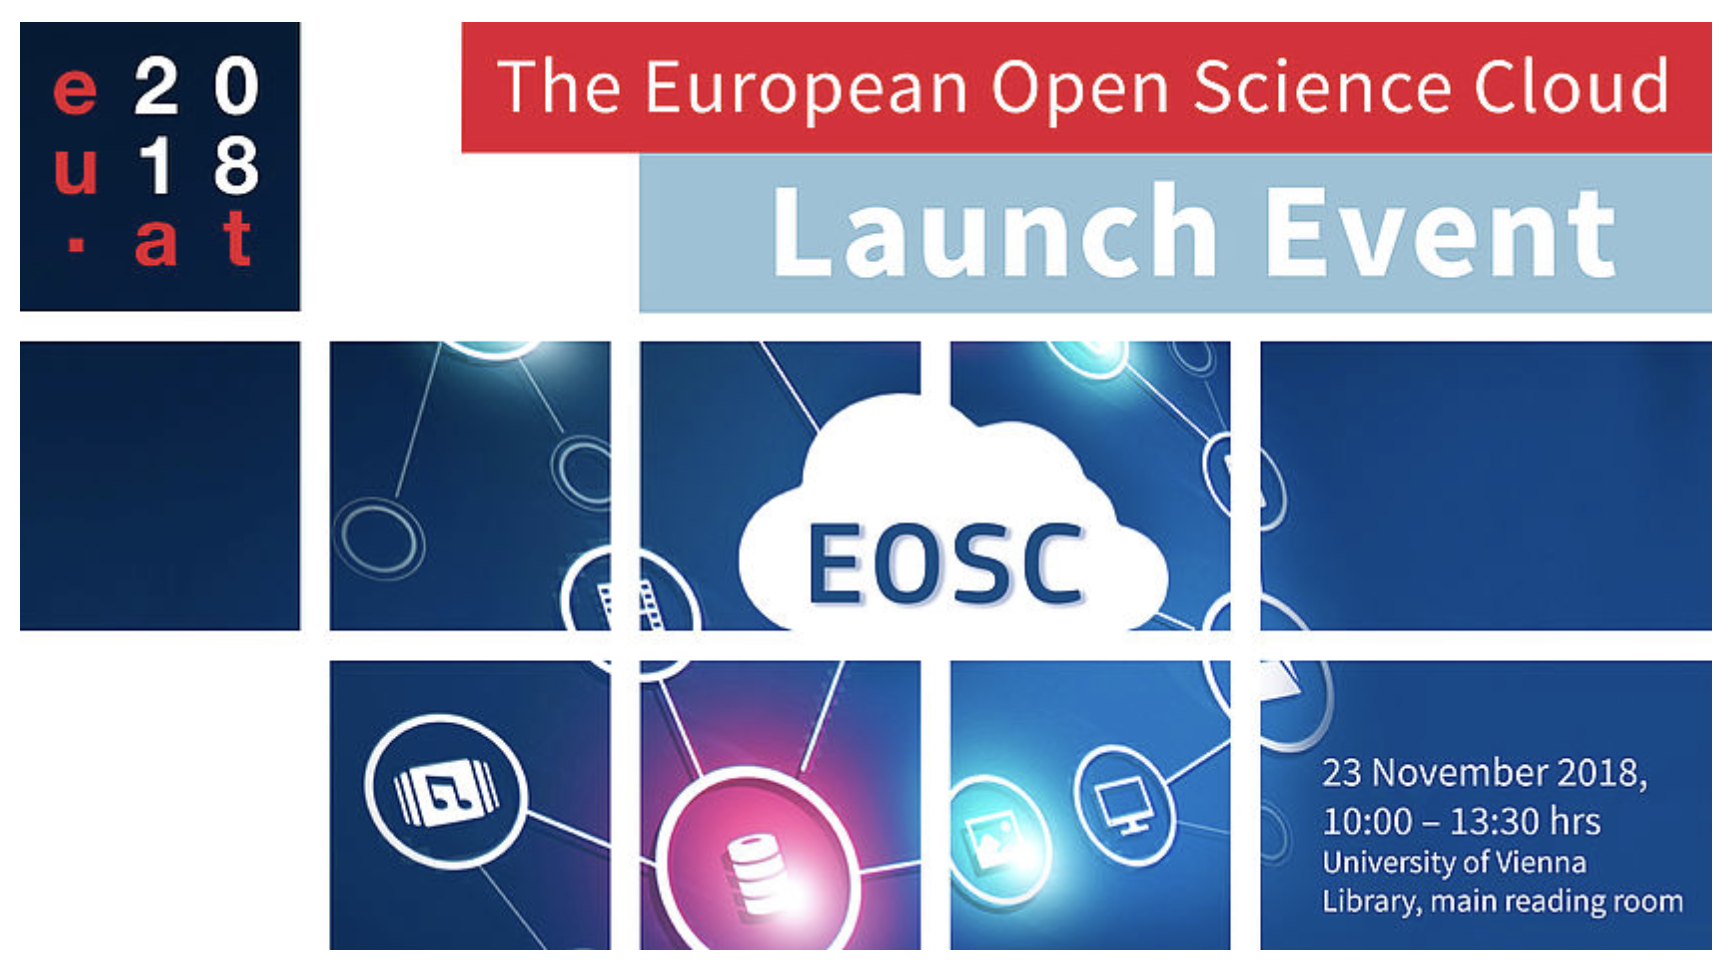 e 2 0
u 1 8
. a t
The European Open Science Cloud
Launch Event
EOSC
23 November 2018,
10:00 – 13:30 hrs
University of Vienna
Library, main reading room